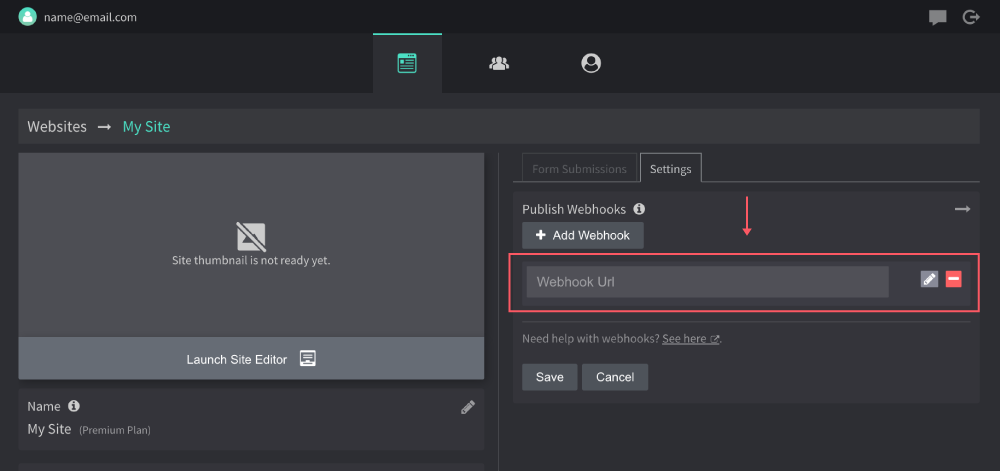 name@email.com
Websites → My Site
Site thumbnail is not ready yet.
Launch Site Editor
Name
My Site (Premium Plan)
Form Submissions
Settings
Publish Webhooks
+ Add Webhook
Webhook Url
Need help with webhooks? See here.
Save
Cancel